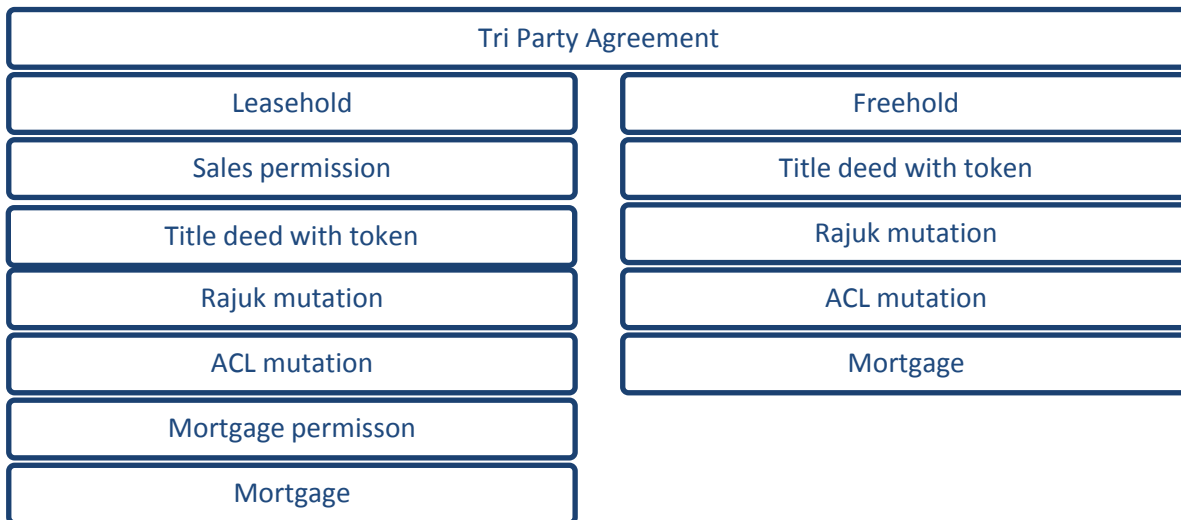 Tri Party Agreement
Leasehold
Sales permission
Title deed with token
Rajuk mutation
ACL mutation
Mortgage permisson
Mortgage
Freehold
Title deed with token
Rajuk mutation
ACL mutation
Mortgage